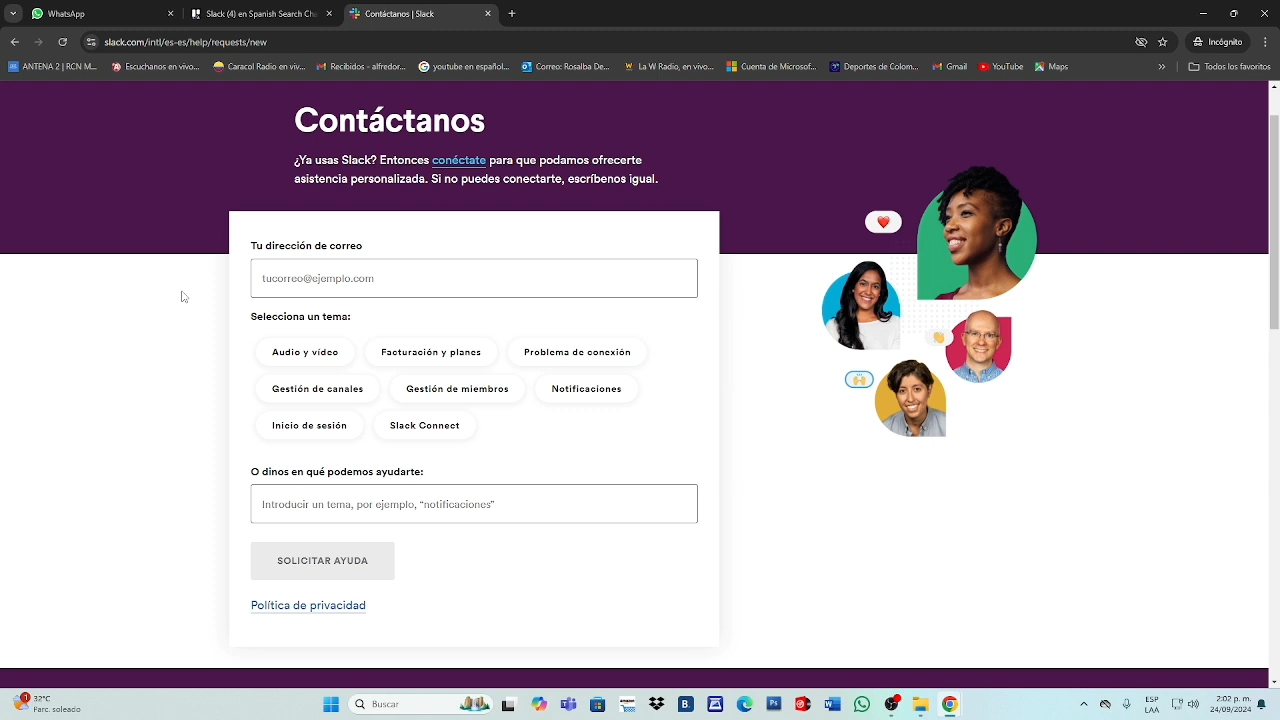 WhatsApp
Slack (4) en Spanish Search Cha
Contáctanos | Slack
slack.com/intl/es-es/help/requests/new
Incógnito
ANTENA 2 | RCN M...
Escuchanos en vivo...
Caracol Radio en viv...
Recibidos - alfredor...
youtube en español...
Correo: Rosalba De...
La W Radio, en vivo...
Cuenta de Microsof...
Deportes de Colom...
Gmail
YouTube
Maps
Todos los favoritos
Contáctanos
¿Ya usas Slack? Entonces conéctate para que podamos ofrecerte
asistencia personalizada. Si no puedes conectarte, escríbenos igual.
Tu dirección de correo
tucorreo@ejemplo.com
Selecciona un tema:
Audio y vídeo
Facturación y planes
Problema de conexión
Gestión de canales
Gestión de miembros
Notificaciones
Inicio de sesión
Slack Connect
O dinos en qué podemos ayudarte:
Introducir un tema, por ejemplo, “notificaciones”
SOLICITAR AYUDA
Política de privacidad
1
32°C
Parc. soleado
Buscar
ESP
LAA
2:02 p. m.
24/09/2024